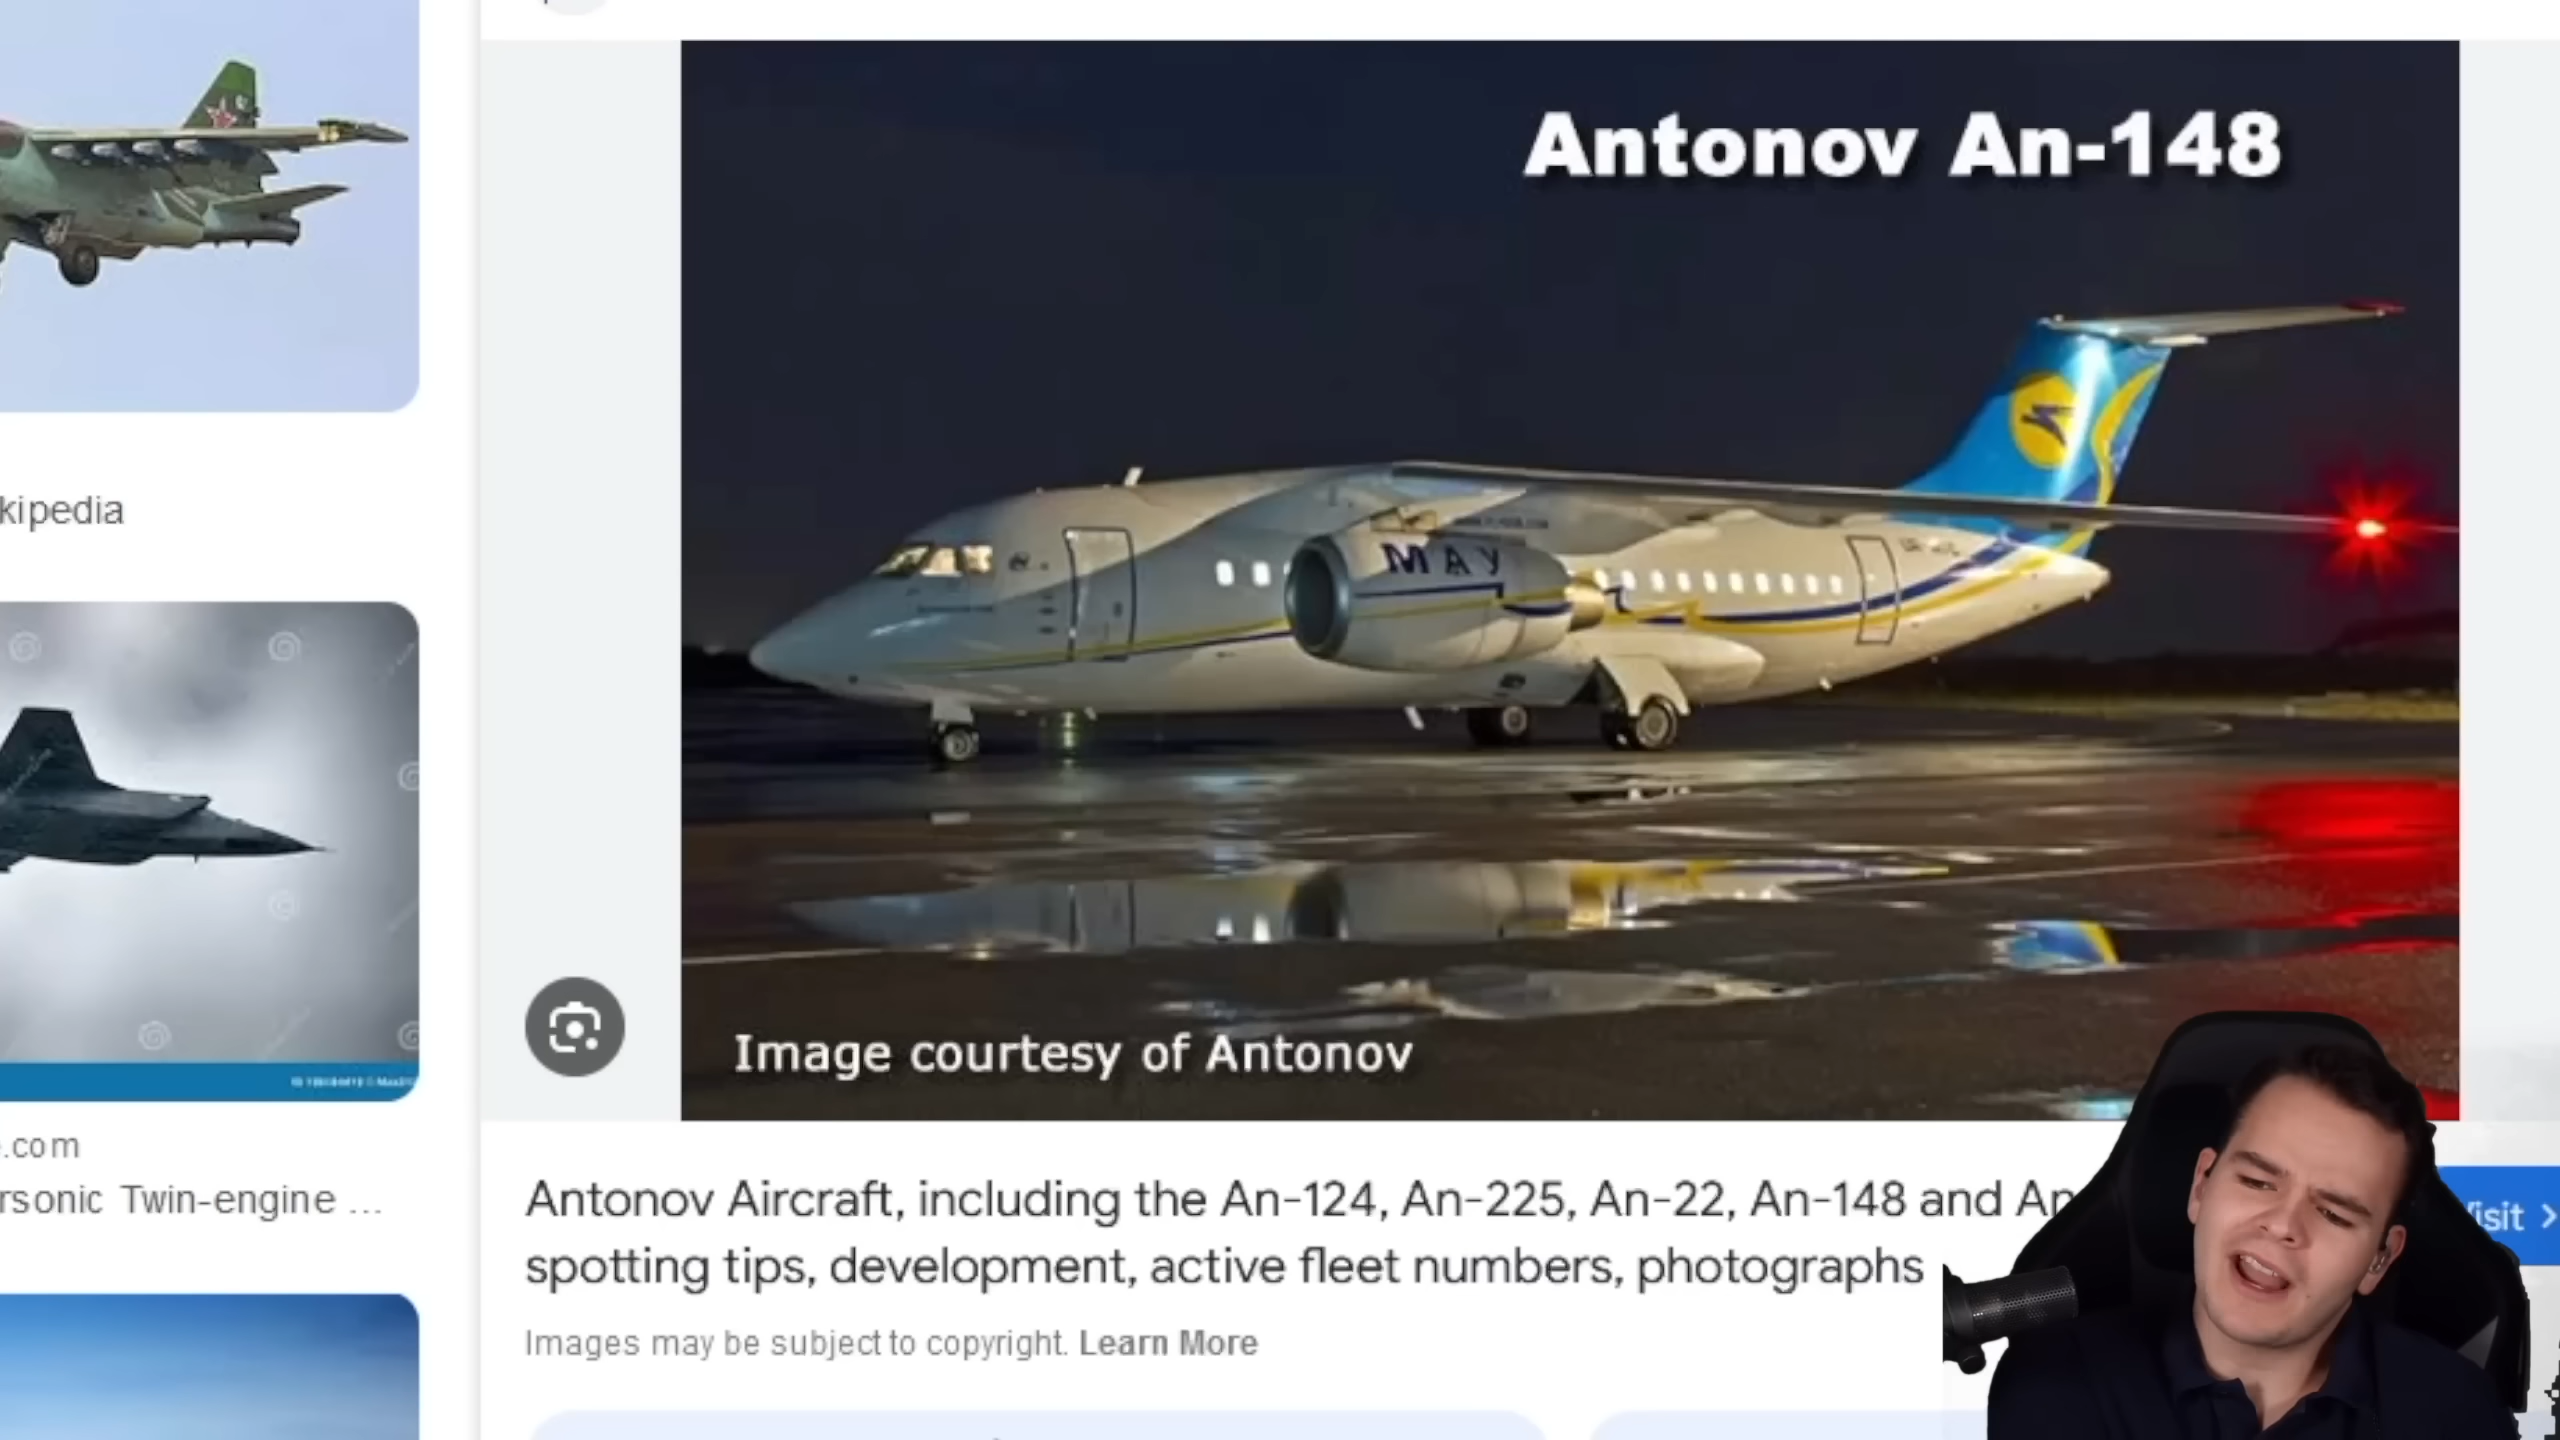 Antonov An-148
MAY
kipedia
Image courtesy of Antonov
.com
rsonic Twin-engine ...
Antonov Aircraft, including the An-124, An-225, An-22, An-148 and An
spotting tips, development, active fleet numbers, photographs
isit >
Images may be subject to copyright. Learn More